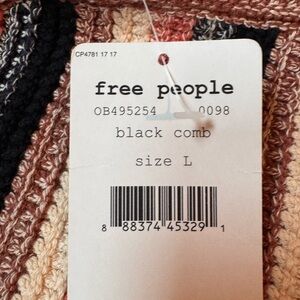 CP4781 17 17
free people
OB495254 0098
black comb
size L
8 88374 45329 1